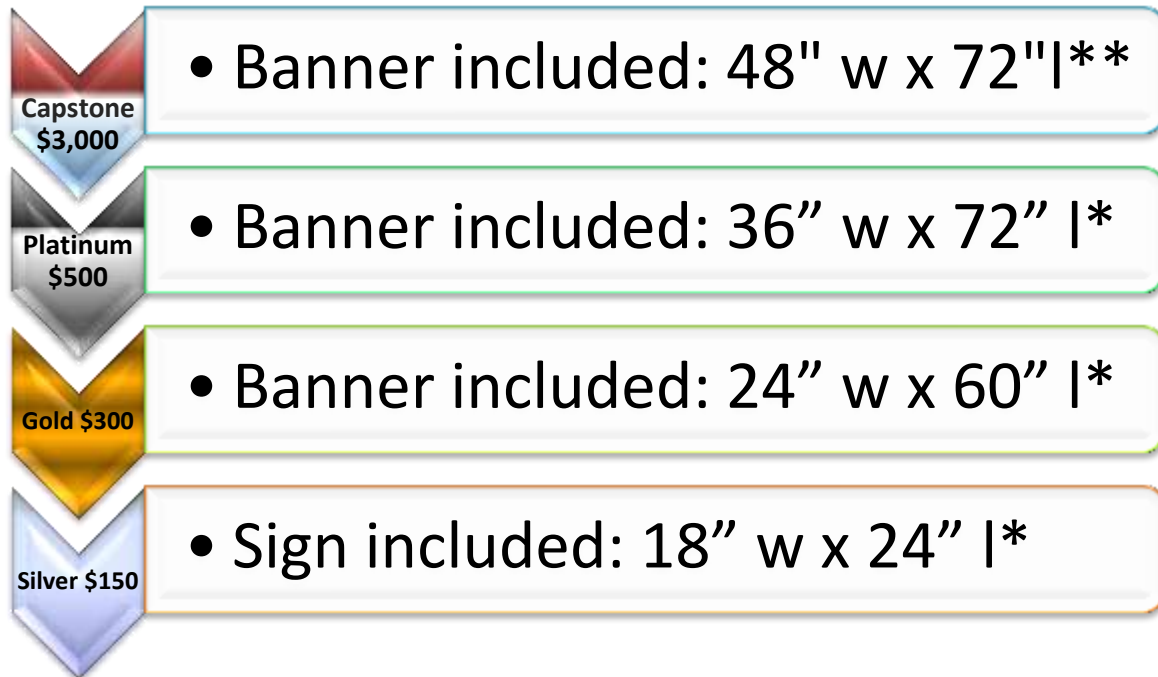 Capstone
$3,000
• Banner included: 48" w x 72"l**
Platinum
$500
• Banner included: 36” w x 72” l*
Gold $300
• Banner included: 24” w x 60” l*
Silver $150
• Sign included: 18” w x 24” l*